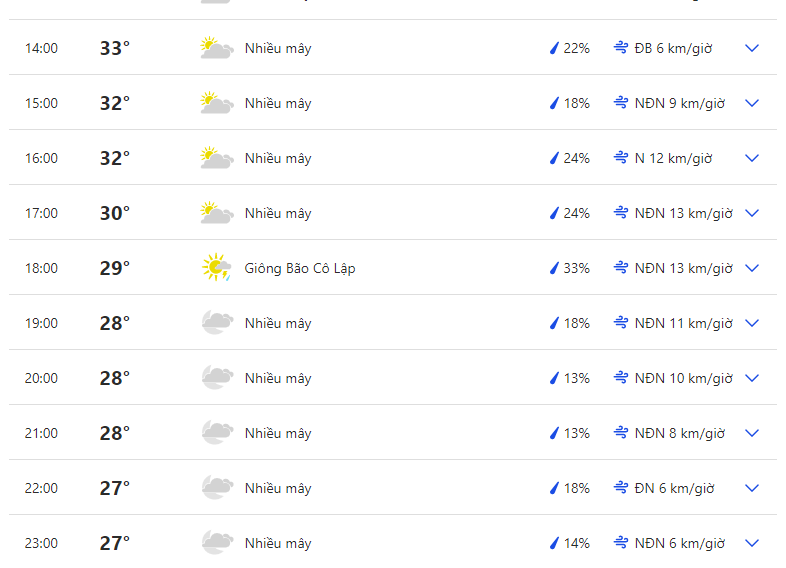 14:00 33° Nhiều mây 22% ĐB 6 km/giờ
15:00 32° Nhiều mây 18% NĐN 9 km/giờ
16:00 32° Nhiều mây 24% N 12 km/giờ
17:00 30° Nhiều mây 24% NĐN 13 km/giờ
18:00 29° Giông Bão Cô Lập 33% NĐN 13 km/giờ
19:00 28° Nhiều mây 18% NĐN 11 km/giờ
20:00 28° Nhiều mây 13% NĐN 10 km/giờ
21:00 28° Nhiều mây 13% NĐN 8 km/giờ
22:00 27° Nhiều mây 18% ĐN 6 km/giờ
23:00 27° Nhiều mây 14% NĐN 6 km/giờ